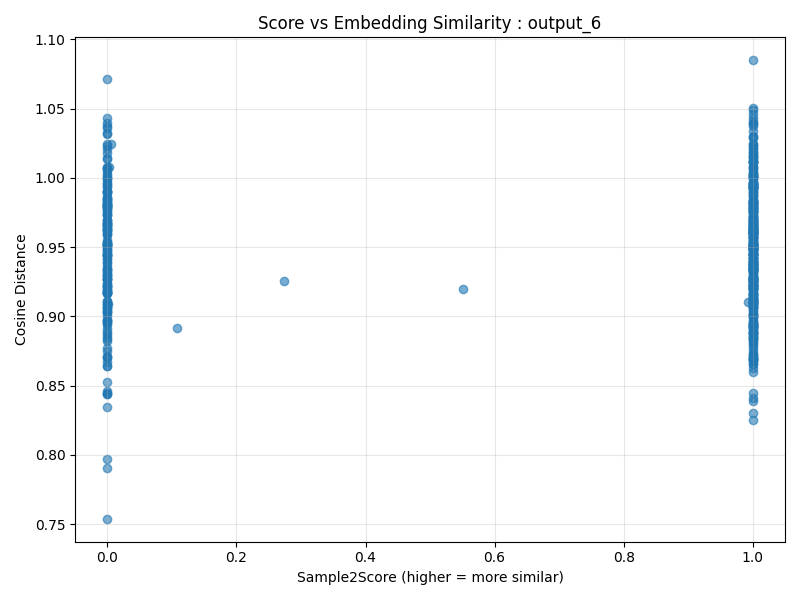 Score vs Embedding Similarity : output_6
1.10
1.05
1.00
0.95
0.90
0.85
0.80
0.75
Cosine Distance
0.0 0.2 0.4 0.6 0.8 1.0
Sample2Score (higher = more similar)